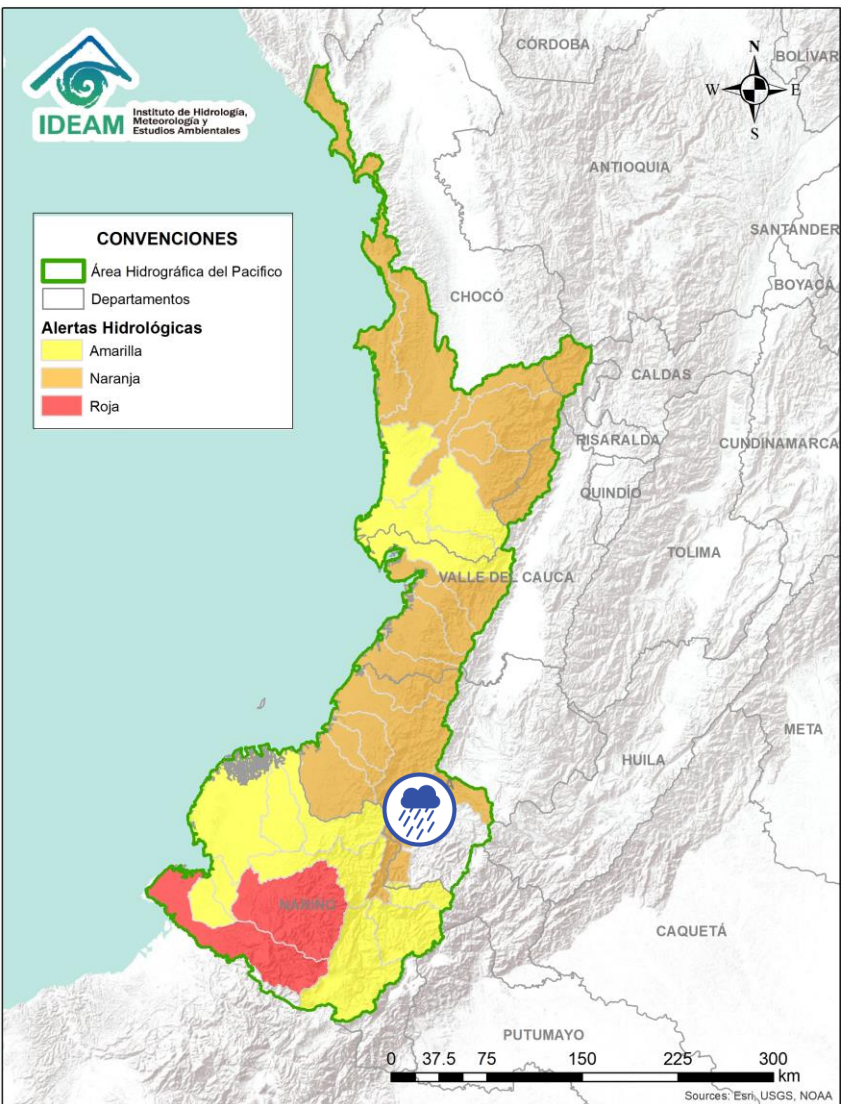 IDEAM
Instituto de Hidrología,
Meteorología y
Estudios Ambientales
N
W E
S
CÓRDOBA
BOLÍVAR
ANTIOQUIA
SANTANDER
BOYACÁ
CHOCÓ
CALDAS
RISARALDA
CUNDINAMARCA
QUINDÍO
TOLIMA
VALLE DEL CAUCA
META
HUILA
NARIÑO
CAQUETÁ
PUTUMAYO
CONVENCIONES
Área Hidrográfica del Pacifico
Departamentos
Alertas Hidrológicas
Amarilla
Naranja
Roja
0 37.5 75 150 225 300
km
Sources: Esri, USGS, NOAA